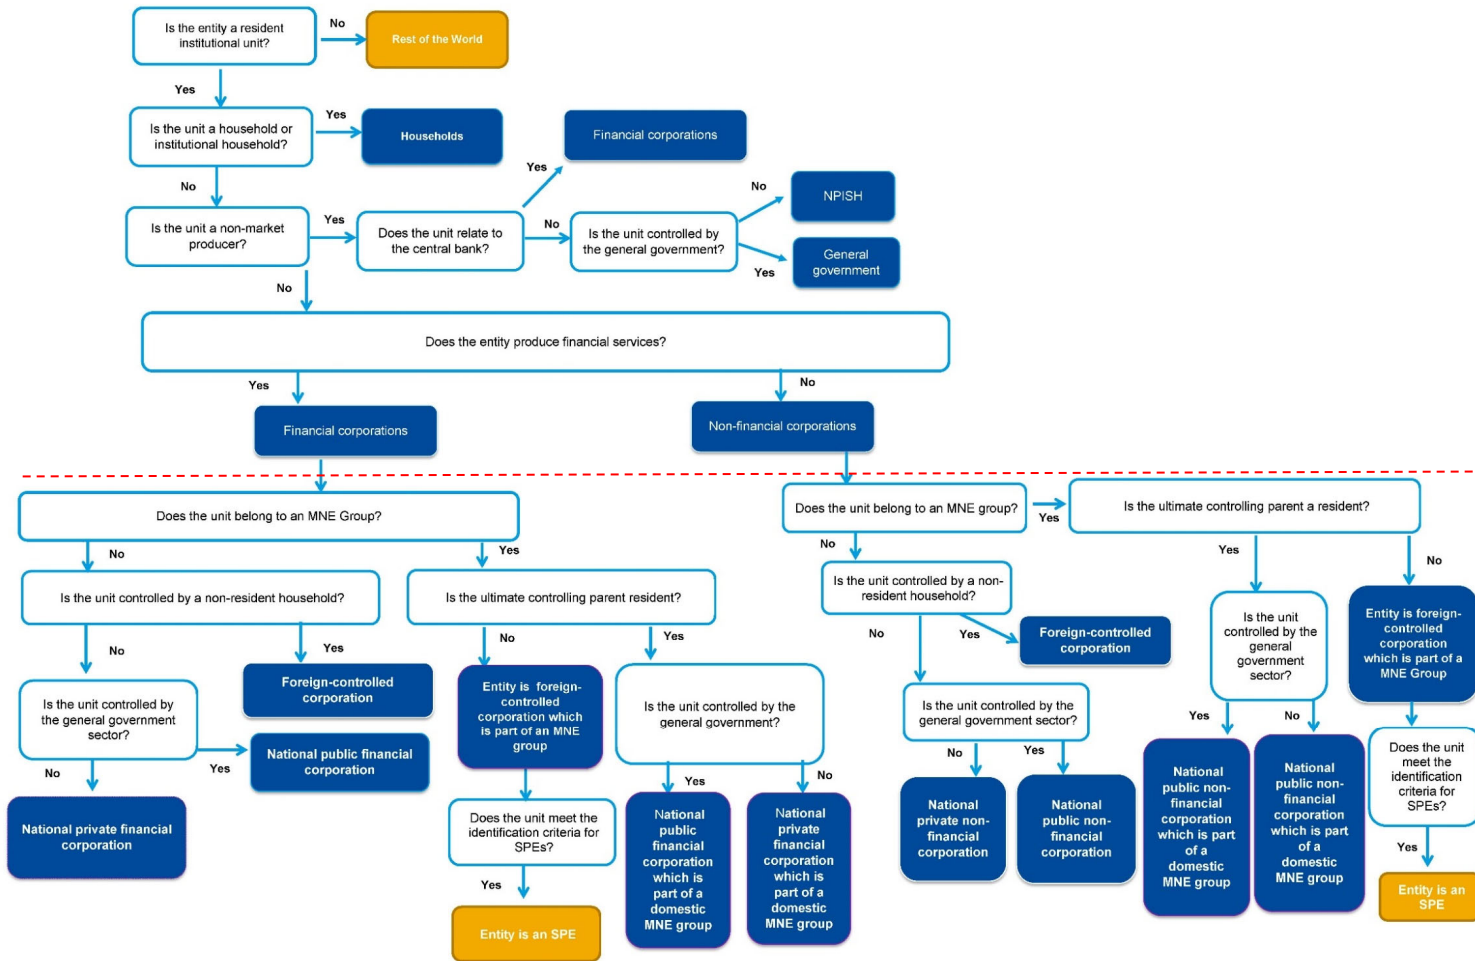 Is the entity a resident
institutional unit?
No
Rest of the World
Yes
Is the unit a household or
institutional household?
Yes
Households
Financial corporations
No
Yes
Is the unit a non-market
producer?
Yes
Does the unit relate to
the central bank?
No
Is the unit controlled by
the general government?
No
NPISH
Yes
General
government
No
Does the entity produce financial services?
Yes
No
Financial corporations
Non-financial corporations
Does the unit belong to an MNE Group?
No
Yes
Is the unit controlled by a non-resident household?
No
Yes
Foreign-controlled
corporation
Is the unit controlled by
the general government
sector?
Yes
National public financial
corporation
No
National private financial
corporation
Is the ultimate controlling parent resident?
No
Yes
Entity is foreign-
controlled
corporation which
is part of an MNE
group
Does the unit meet the
identification criteria for
SPEs?
Yes
Entity is an SPE
Is the unit controlled by the
general government?
Yes
No
National
public
financial
corporation
which is
part of a
domestic
MNE group
National
private
financial
corporation
which is
part of a
domestic
MNE group
Does the unit belong to an MNE group?
Yes
No
Is the unit controlled by a non-
resident household?
No
Yes
Foreign-controlled
corporation
Is the unit controlled by the
general government sector?
No
Yes
National
private non-
financial
corporation
National
public non-
financial
corporation
Is the ultimate controlling parent a resident?
Yes
No
Is the unit
controlled by the
general
government
sector?
Yes
No
National
public non-
financial
corporation
which is part
of a
domestic
MNE group
National
public non-
financial
corporation
which is
part of a
domestic
MNE group
Entity is foreign-
controlled
corporation
which is part of a
MNE Group
Does the unit
meet the
identification
criteria for
SPEs?
Yes
Entity is an
SPE